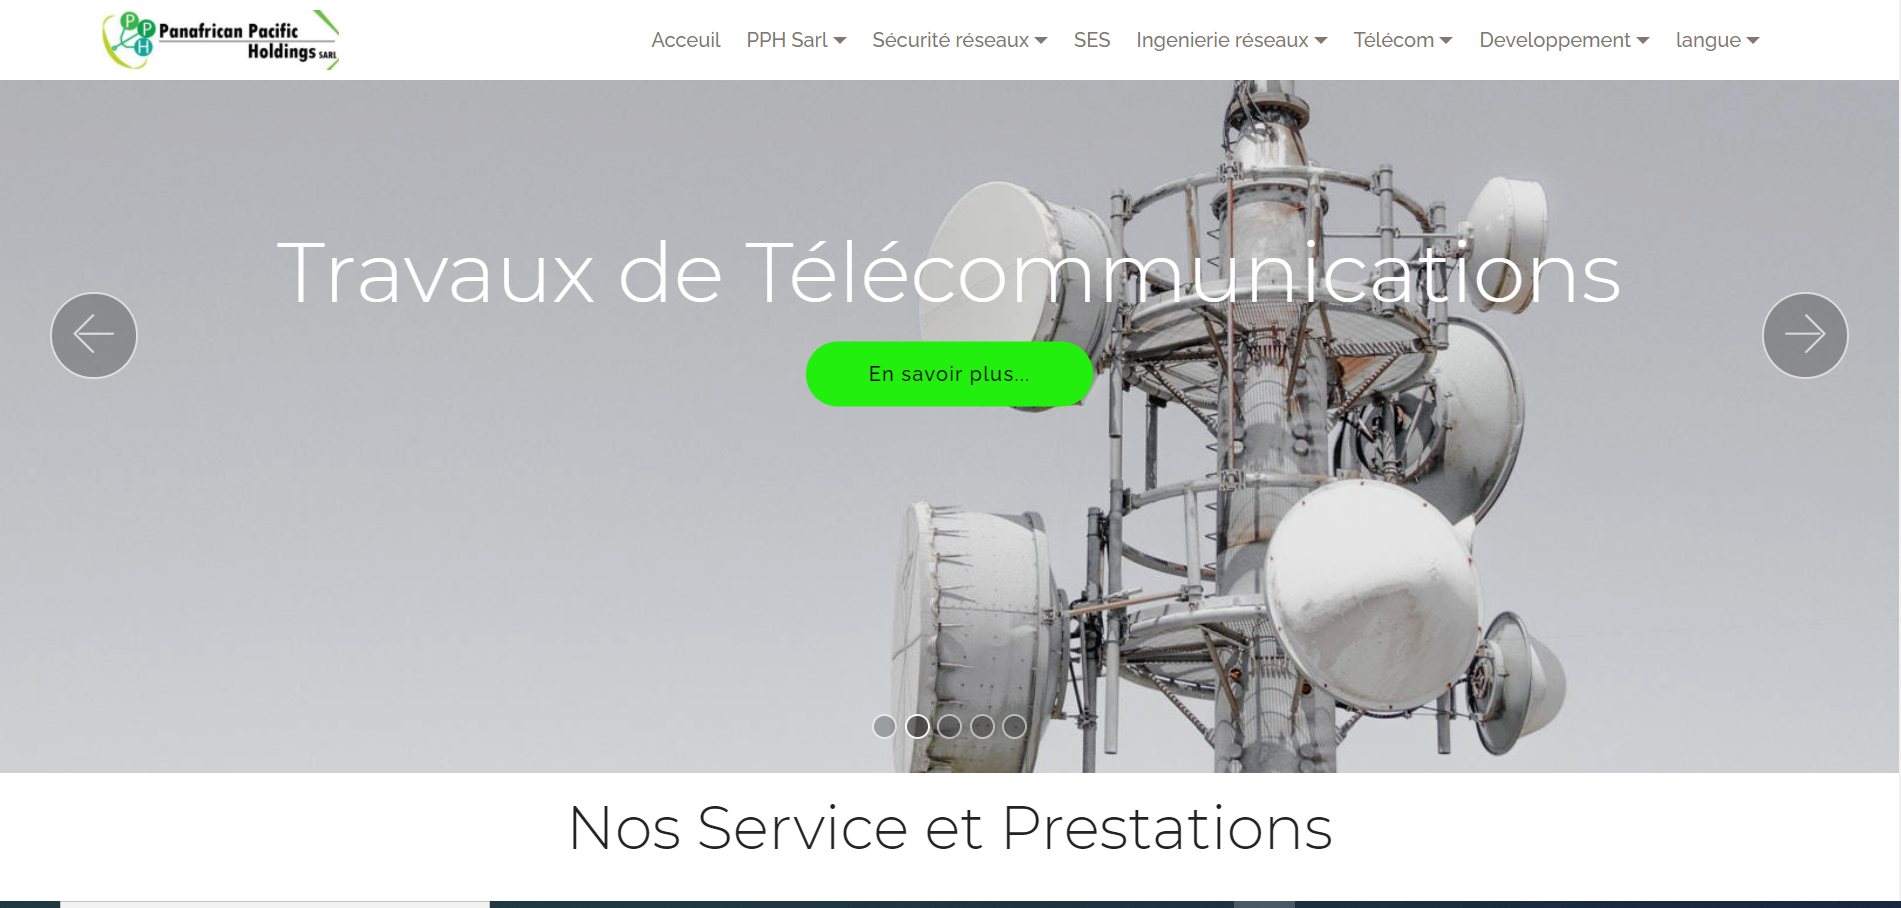 P P H
Panafrican Pacific
Holdings SARL
Acceuil PPH Sarl Sécurité réseaux SES Ingenierie réseaux Télécom Developpement langue
Travaux de Télécommunications
En savoir plus...
Nos Service et Prestations